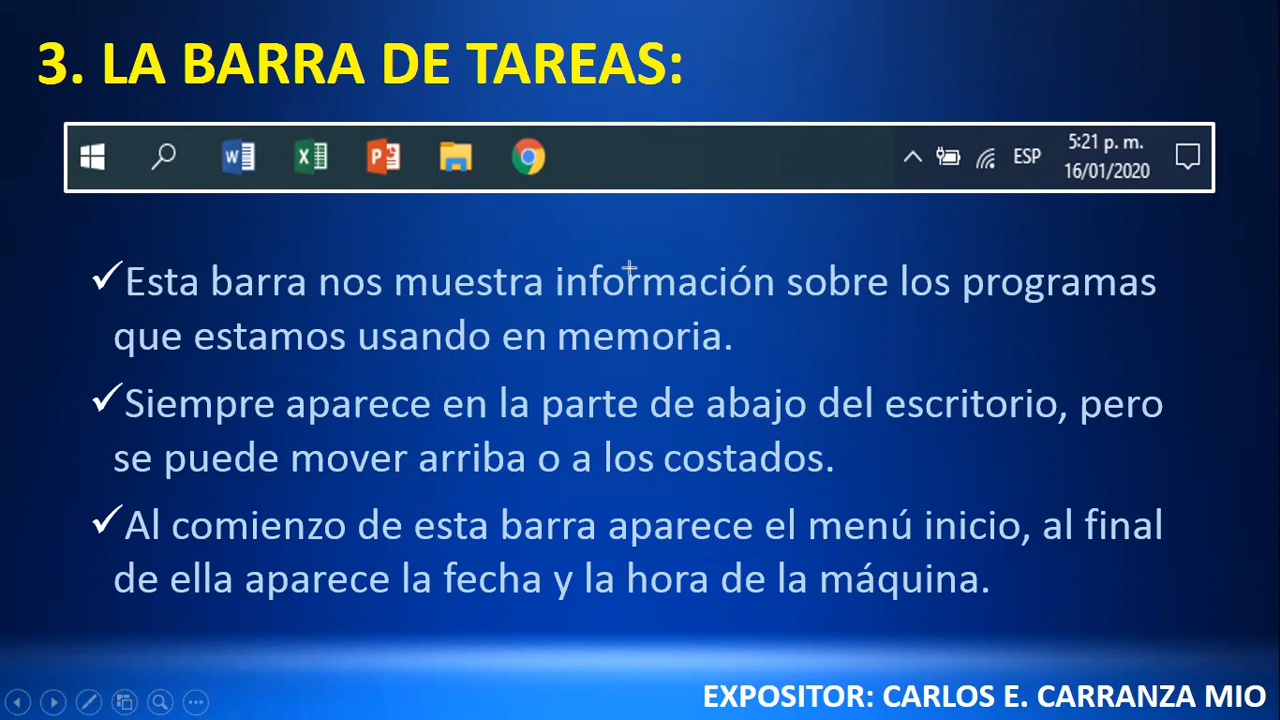 3. LA BARRA DE TAREAS:
ESP
5:21 p. m.
16/01/2020
✓Esta barra nos muestra información sobre los programas
que estamos usando en memoria.
✓Siempre aparece en la parte de abajo del escritorio, pero
se puede mover arriba o a los costados.
✓Al comienzo de esta barra aparece el menú inicio, al final
de ella aparece la fecha y la hora de la máquina.
EXPOSITOR: CARLOS E. CARRANZA MIO